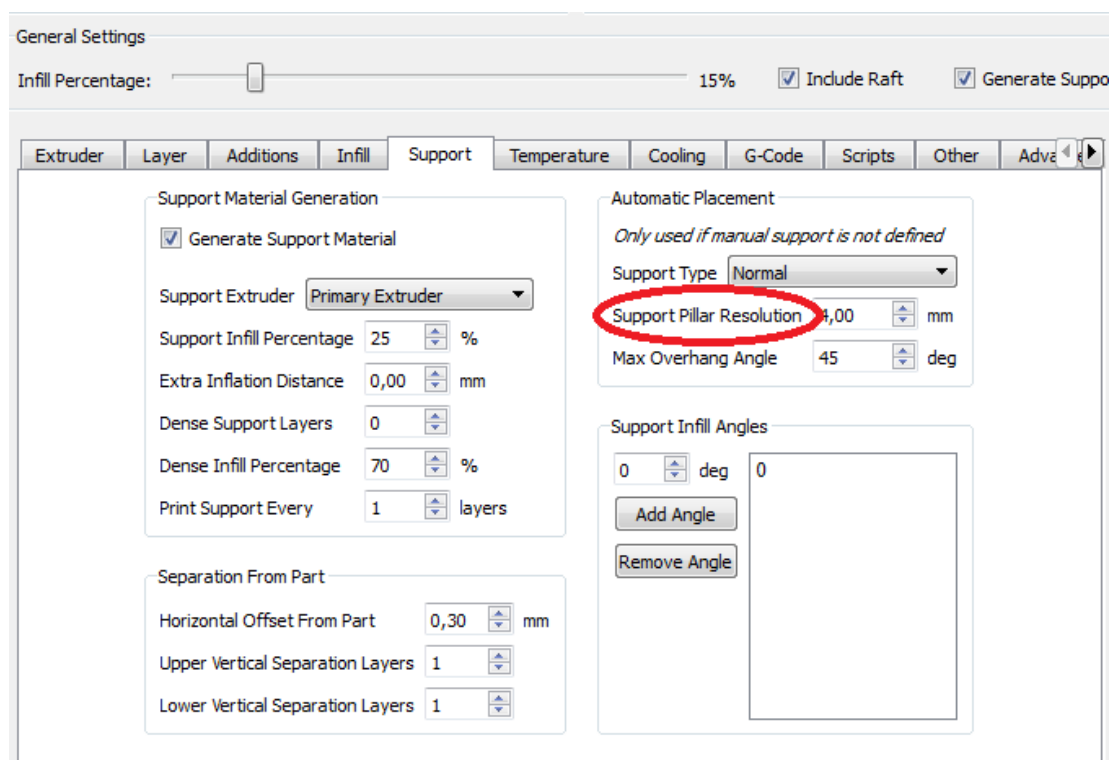 General Settings
Infill Percentage: 15% Include Raft Generate Suppo
Extruder Layer Additions Infill Support Temperature Cooling G-Code Scripts Other Adva
Support Material Generation
Generate Support Material
Support Extruder Primary Extruder
Support Infill Percentage 25 %
Extra Inflation Distance 0,00 mm
Dense Support Layers 0
Dense Infill Percentage 70 %
Print Support Every 1 layers
Separation From Part
Horizontal Offset From Part 0,30 mm
Upper Vertical Separation Layers 1
Lower Vertical Separation Layers 1
Automatic Placement
Only used if manual support is not defined
Support Type Normal
Support Pillar Resolution 4,00 mm
Max Overhang Angle 45 deg
Support Infill Angles
0 deg 0
Add Angle
Remove Angle